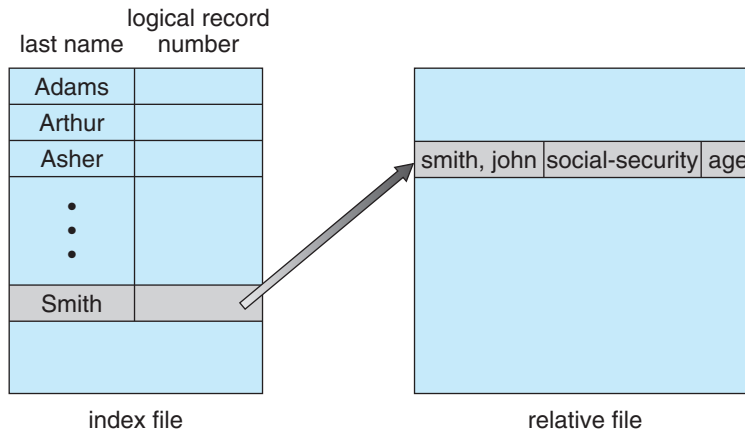 last name
logical record
number
Adams
Arthur
Asher
Smith
index file
smith, john social-security age
relative file